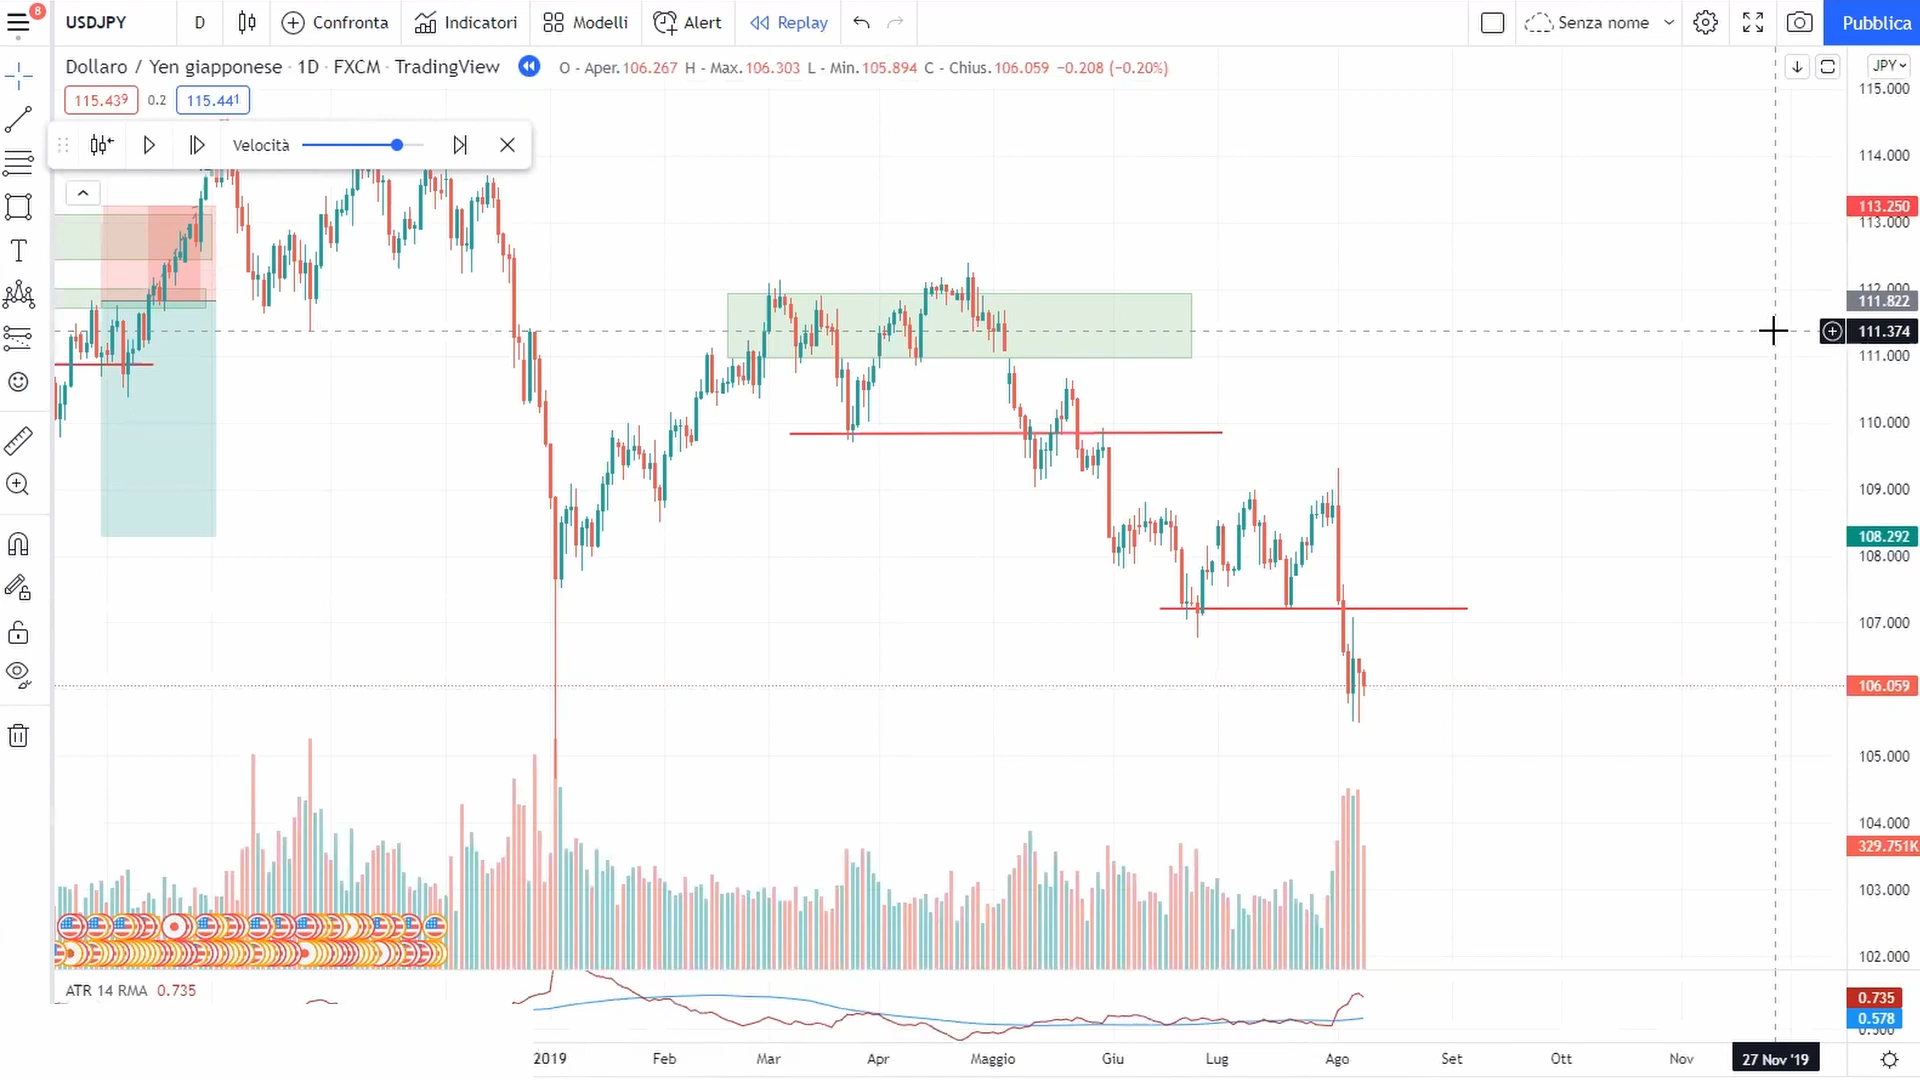 8
USDJPY
D
Confronta
Indicatori
Modelli
Alert
Replay
Senza nome
Pubblica
Dollaro / Yen giapponese · 1D · FXCM · TradingView
O - Aper.106.267 H - Max.106.303 L - Min.105.894 C - Chius.106.059 −0.208 (−0.20%)
JPY
115.439 0.2 115.441
Velocità
115.000
114.000
113.250
113.000
112.000
111.822
111.374
111.000
110.000
109.000
108.292
108.000
107.000
106.059
105.000
104.000
329.751K
103.000
102.000
ATR 14 RMA 0.735
0.735
0.578
0.500
2019 Feb Mar Apr Maggio Giu Lug Ago Set Ott Nov 27 Nov '19